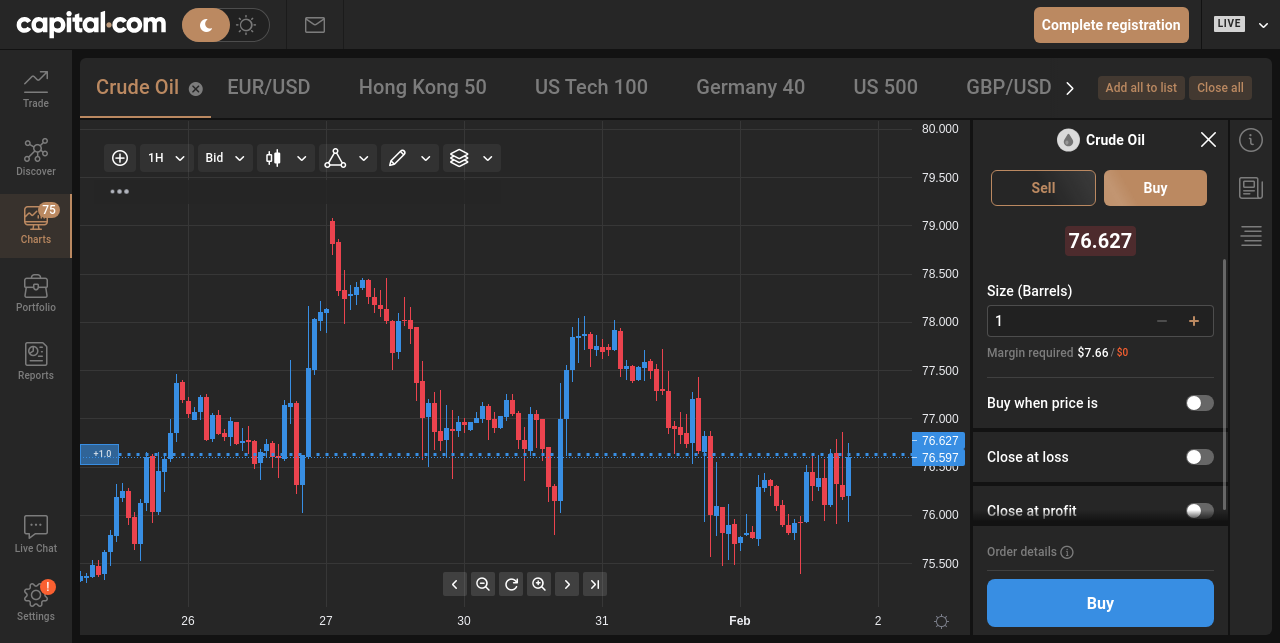 capital.com
Complete registration
LIVE
Trade
Discover
75
Charts
Portfolio
Reports
Live Chat
!
Settings
Crude Oil
EUR/USD
Hong Kong 50
US Tech 100
Germany 40
US 500
GBP/USD
Add all to list
Close all
1H
Bid
80.000
79.500
79.000
78.500
78.000
77.500
77.000
76.627
76.597
76.500
76.000
75.500
+1.0
26
27
30
31
Feb
2
Crude Oil
Sell
Buy
76.627
Size (Barrels)
1
Margin required $7.66 / $0
Buy when price is
Close at loss
Close at profit
Order details
Buy